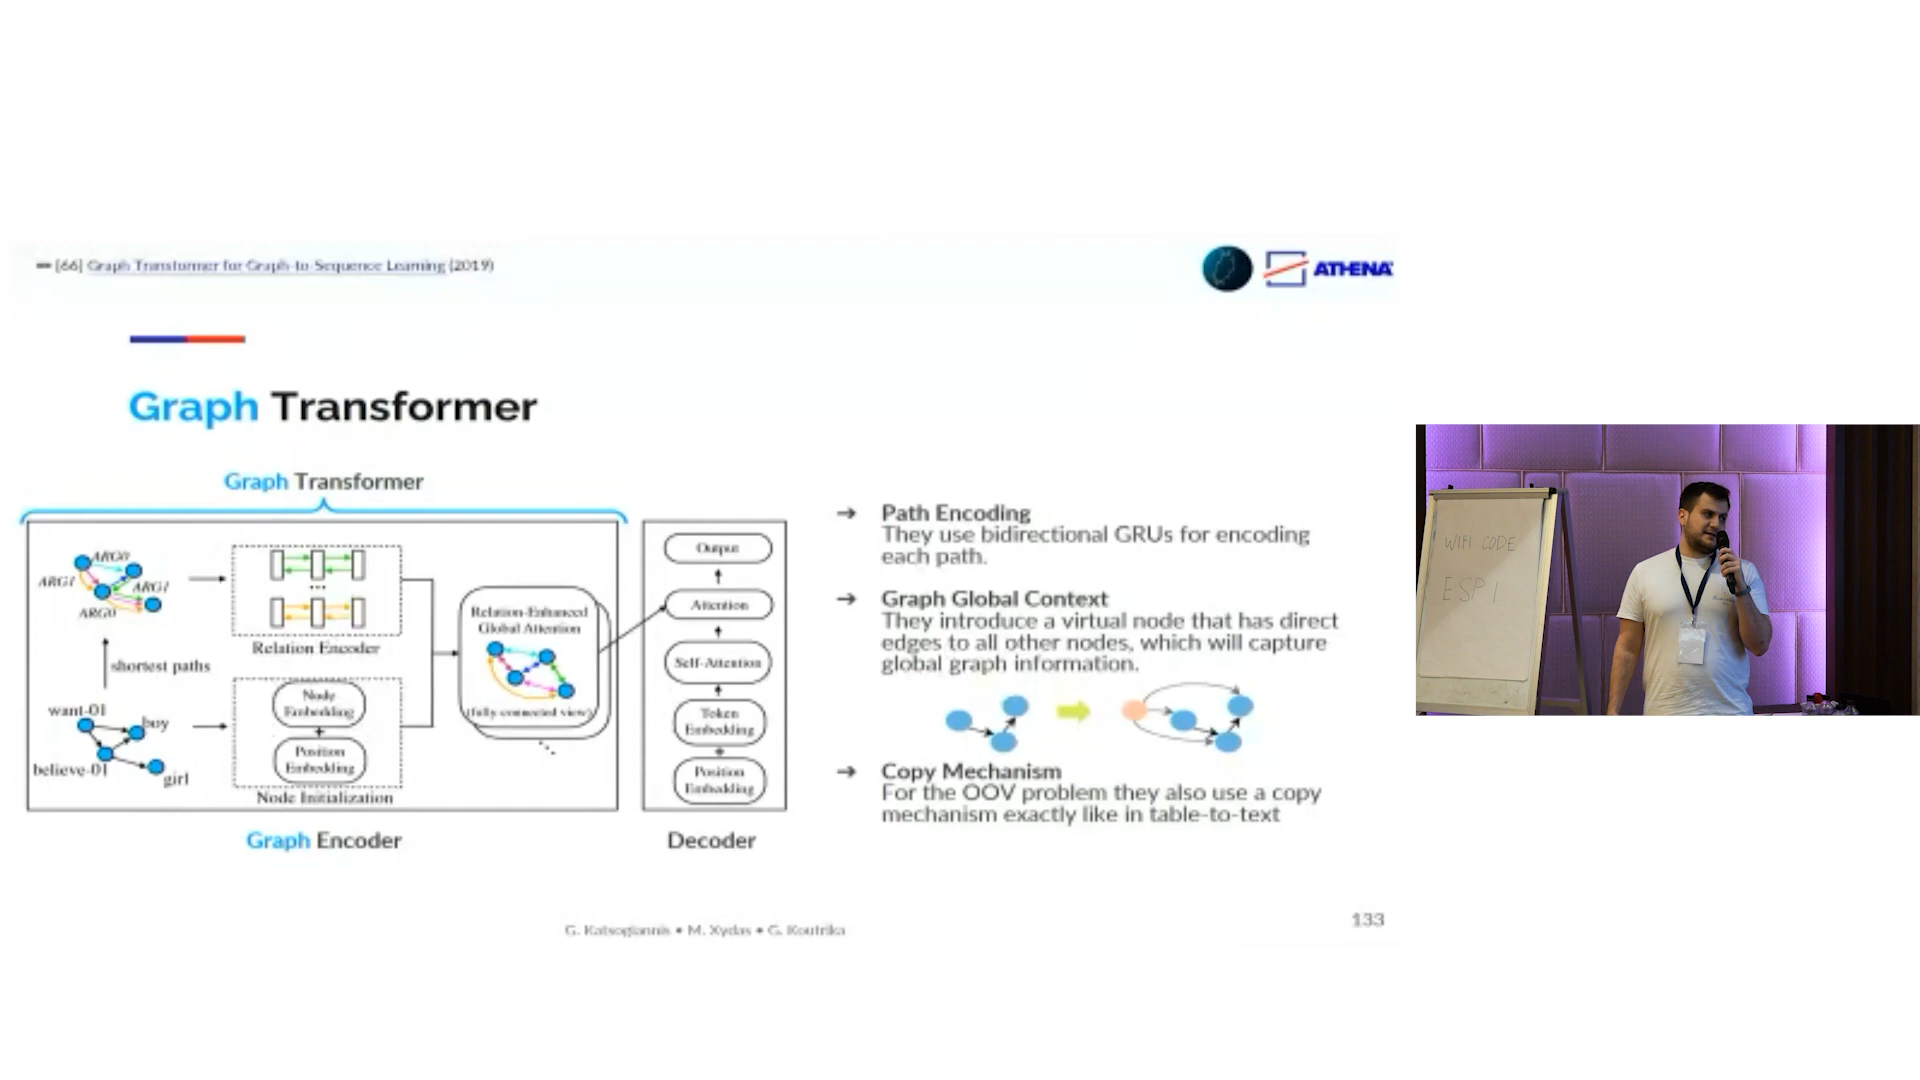 [66] Graph Transformer for Graph-to-Sequence Learning (2019)
ATHENA
Graph Transformer
Graph Transformer
ARG0
ARG1
ARG1
ARG0
shortest paths
want-01
boy
believe-01
girl
Relation Encoder
Node
Embedding
+
Position
Embedding
Node Initialization
Relation-Enhanced
Global Attention
(fully connected view)
Graph Encoder
Output
Attention
Self-Attention
Token
Embedding
+
Position
Embedding
Decoder
→ Path Encoding
They use bidirectional GRUs for encoding
each path.
→ Graph Global Context
They introduce a virtual node that has direct
edges to all other nodes, which will capture
global graph information.
→ Copy Mechanism
For the OOV problem they also use a copy
mechanism exactly like in table-to-text
G. Katsogiannis • M. Xydas • G. Koutrika
133
WIFI CODE
ESP1